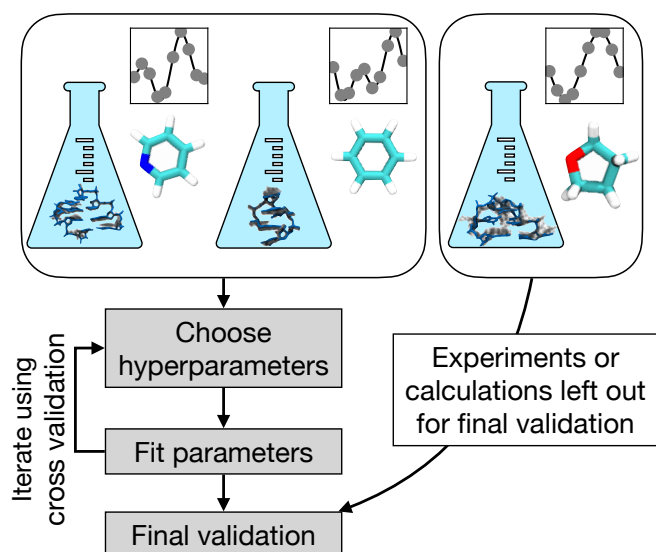 Choose
hyperparameters
Iterate using
cross validation
Fit parameters
Final validation
Experiments or
calculations left out
for final validation